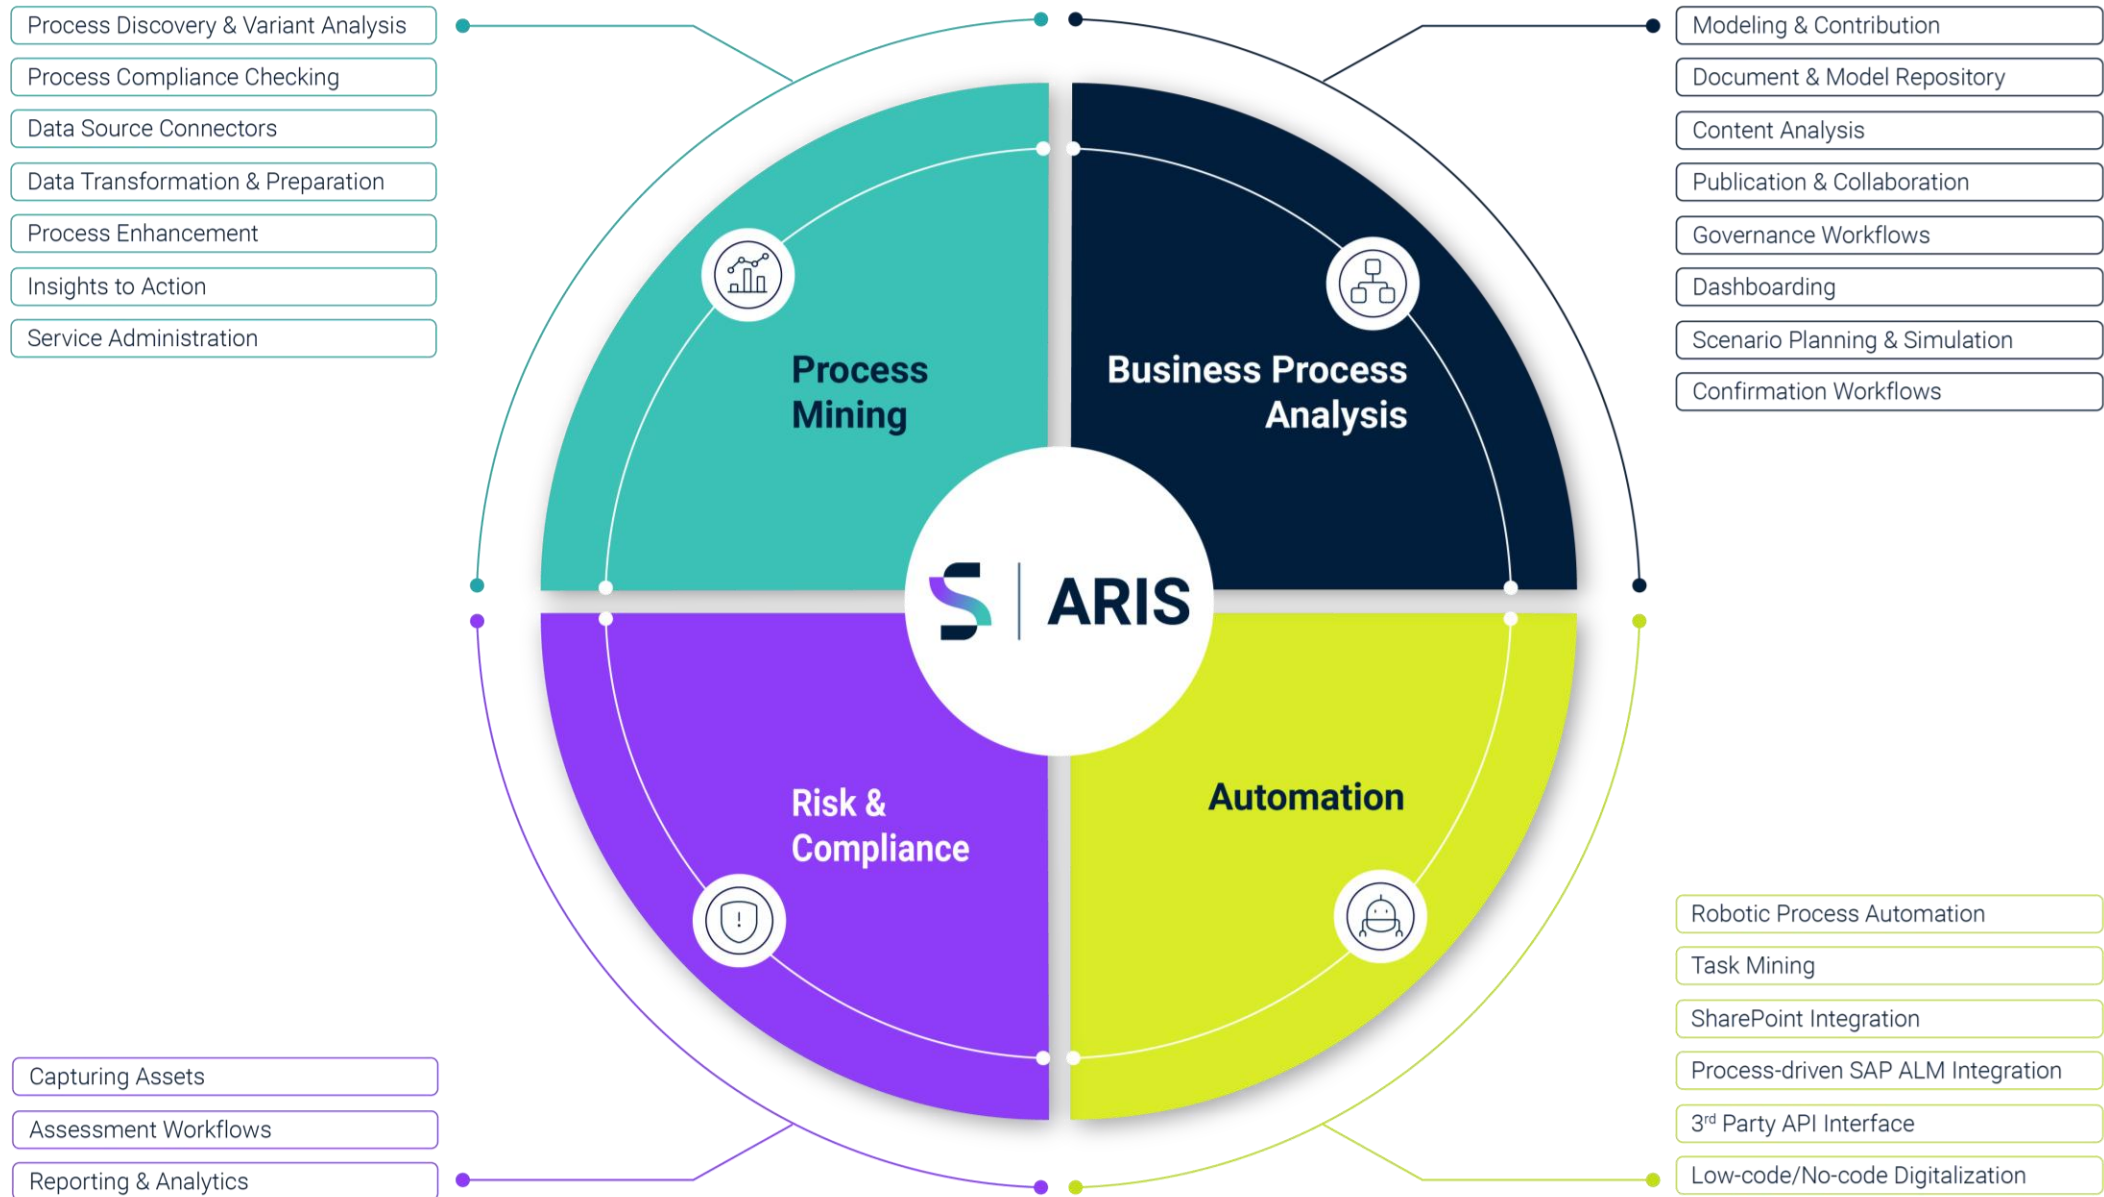 Process Discovery & Variant Analysis
Process Compliance Checking
Data Source Connectors
Data Transformation & Preparation
Process Enhancement
Insights to Action
Service Administration
Modeling & Contribution
Document & Model Repository
Content Analysis
Publication & Collaboration
Governance Workflows
Dashboarding
Scenario Planning & Simulation
Confirmation Workflows
Process
Mining
Business Process
Analysis
S | ARIS
Risk &
Compliance
Automation
Capturing Assets
Assessment Workflows
Reporting & Analytics
Robotic Process Automation
Task Mining
SharePoint Integration
Process-driven SAP ALM Integration
3rd Party API Interface
Low-code/No-code Digitalization